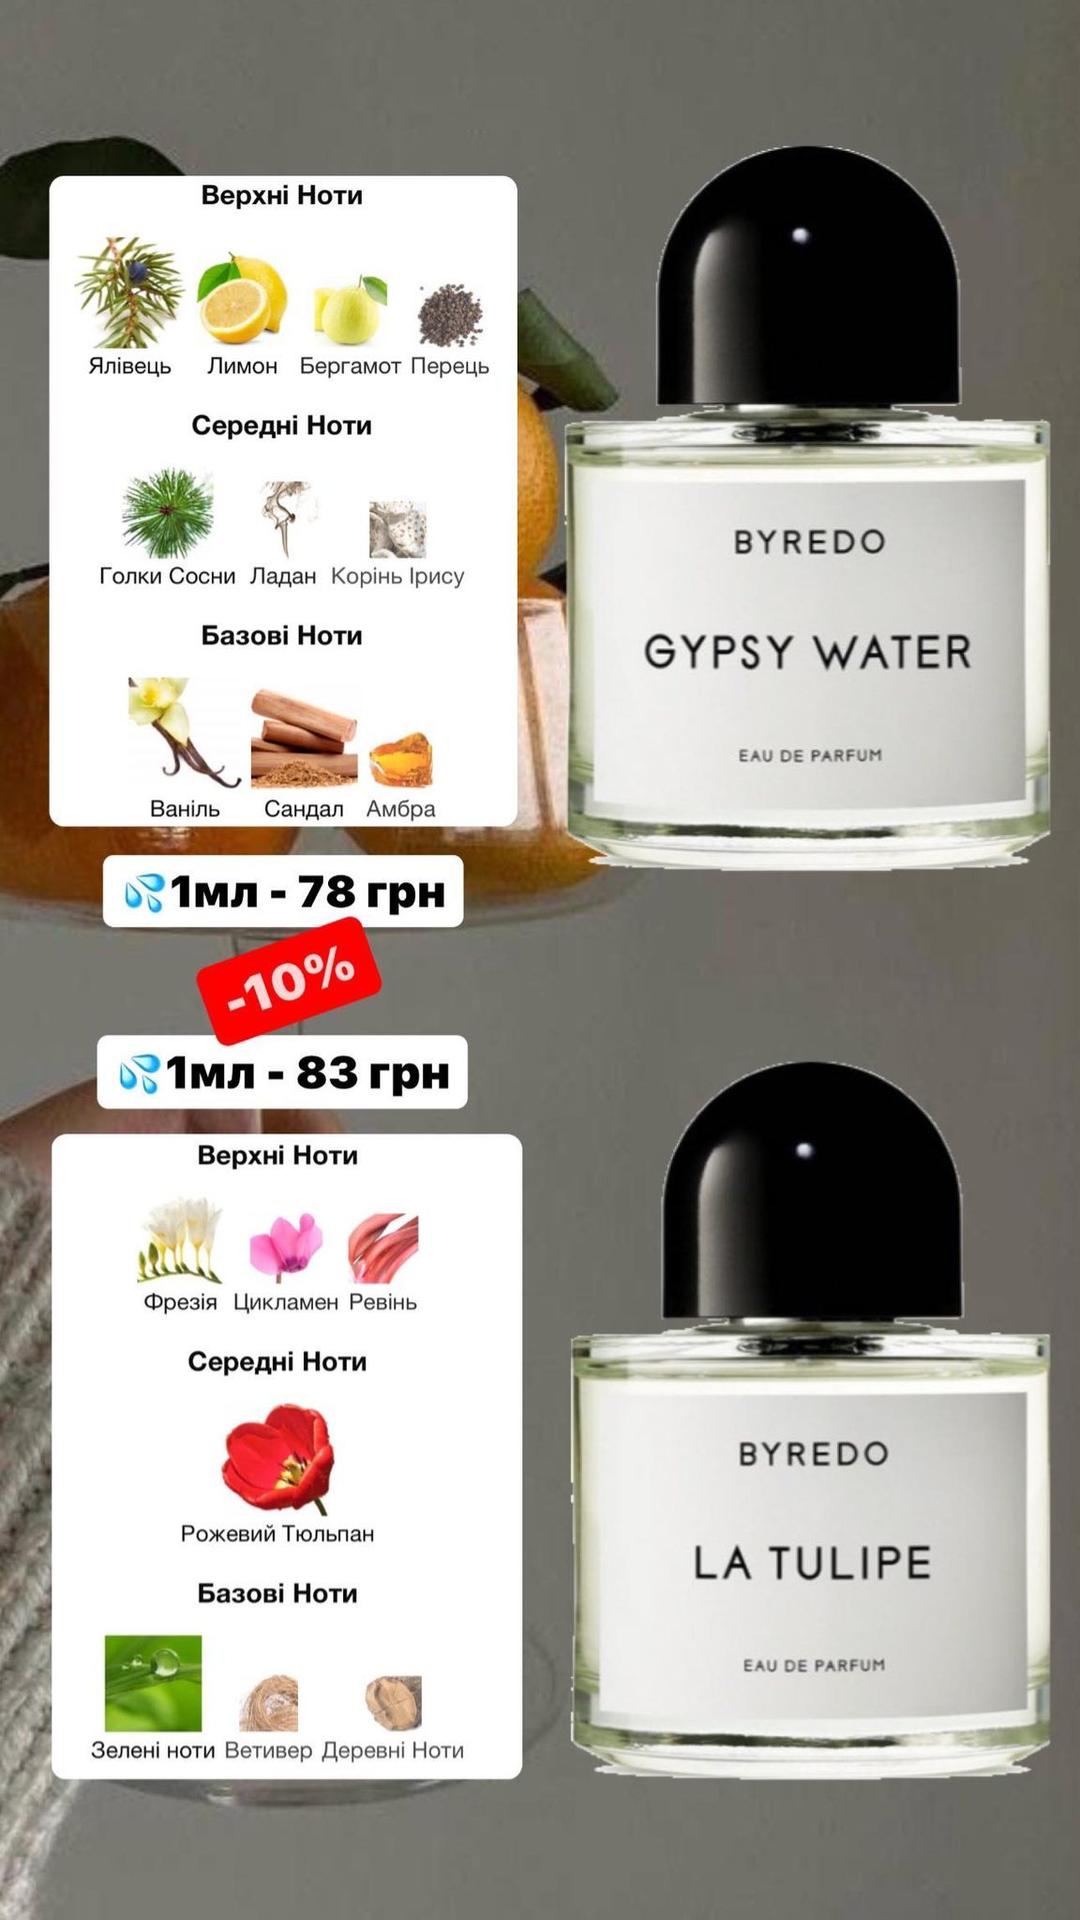 Верхні Ноти
Ялівець Лимон Бергамот Перець
Середні Ноти
Голки Сосни Ладан Корінь Ірису
Базові Ноти
Ваніль Сандал Амбра
BYREDO
GYPSY WATER
EAU DE PARFUM
💦1мл - 78 грн
-10%
💦1мл - 83 грн
Верхні Ноти
Фрезія Цикламен Ревінь
Середні Ноти
Рожевий Тюльпан
Базові Ноти
Зелені ноти Ветивер Деревні Ноти
BYREDO
LA TULIPE
EAU DE PARFUM